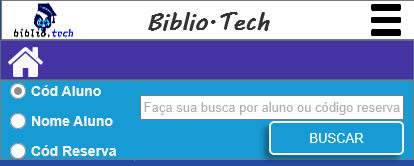 biblio.tech
Biblio•Tech
Cód Aluno
Nome Aluno
Cód Reserva
Faça sua busca por aluno ou código reserva
BUSCAR